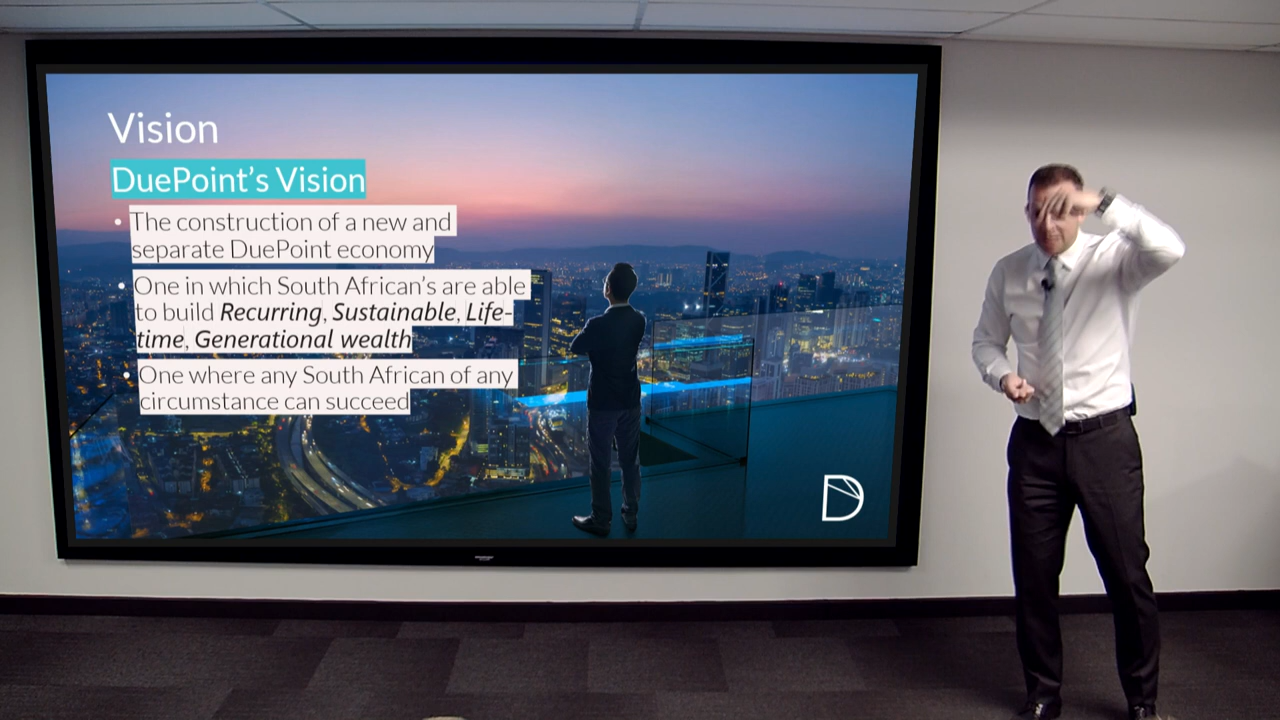 Vision
DuePoint’s Vision
• The construction of a new and
separate DuePoint economy
• One in which South African’s are able
to build Recurring, Sustainable, Life-
time, Generational wealth
• One where any South African of any
circumstance can succeed